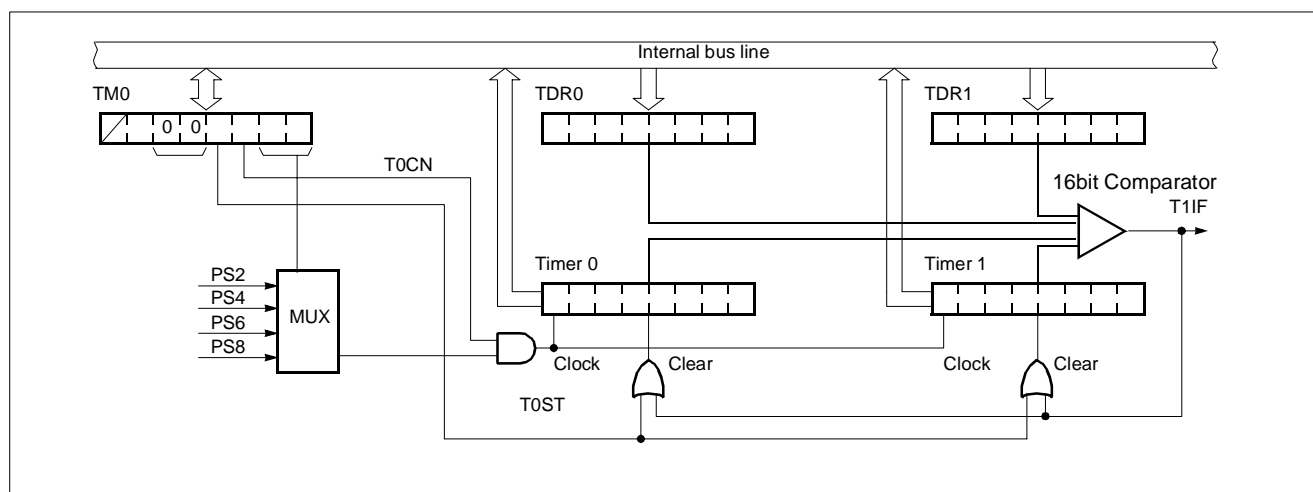 Internal bus line
TM0
TDR0
TDR1
0 0
T0CN
16bit Comparator
T1IF
Timer 0
Timer 1
PS2
PS4
PS6
PS8
MUX
Clock
Clear
Clock
Clear
T0ST